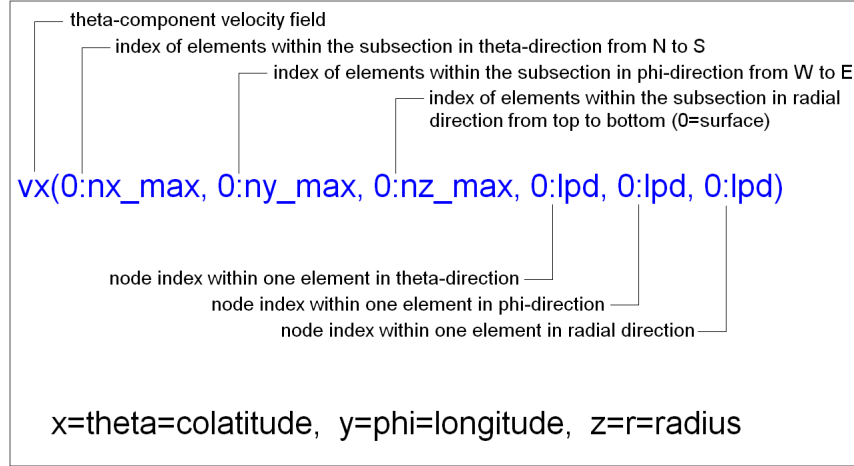 theta-component velocity field
index of elements within the subsection in theta-direction from N to S
index of elements within the subsection in phi-direction from W to E
index of elements within the subsection in radial
direction from top to bottom (0=surface)
vx(0:nx_max, 0:ny_max, 0:nz_max, 0:lpd, 0:lpd, 0:lpd)
node index within one element in theta-direction
node index within one element in phi-direction
node index within one element in radial direction
x=theta=colatitude, y=phi=longitude, z=r=radius